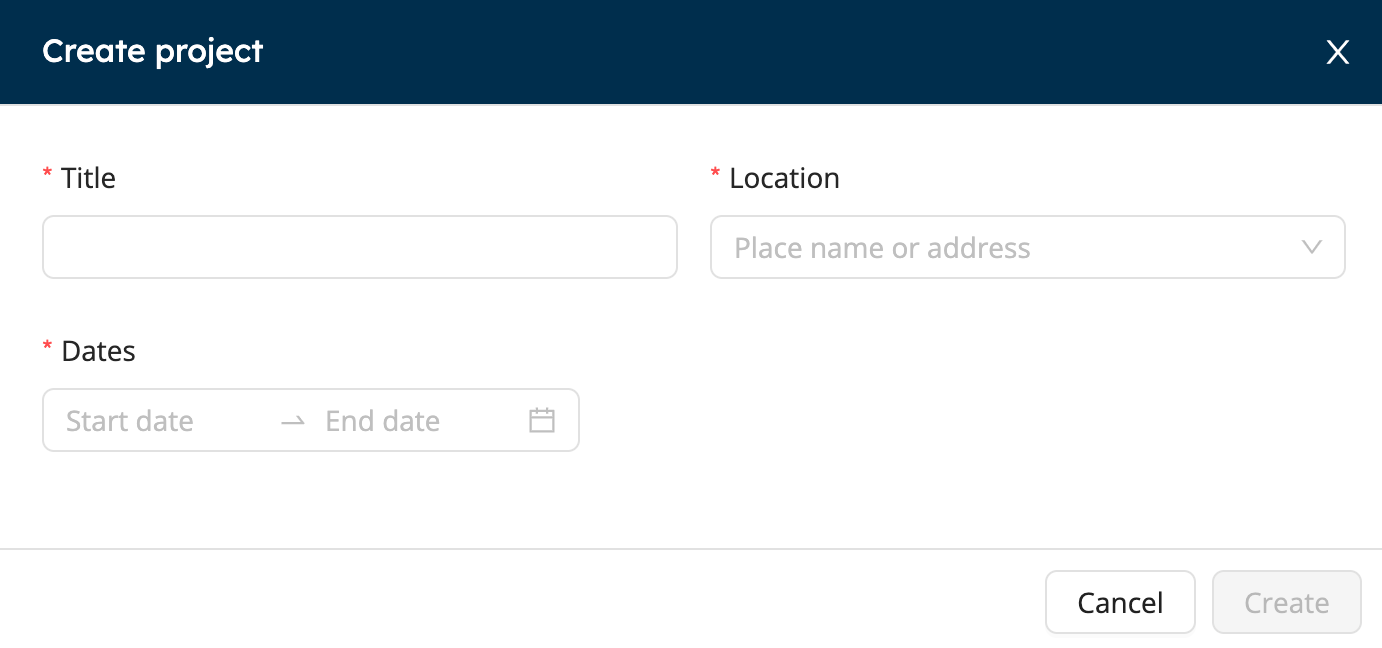 Create project
* Title
* Location
Place name or address
* Dates
Start date → End date
Cancel
Create